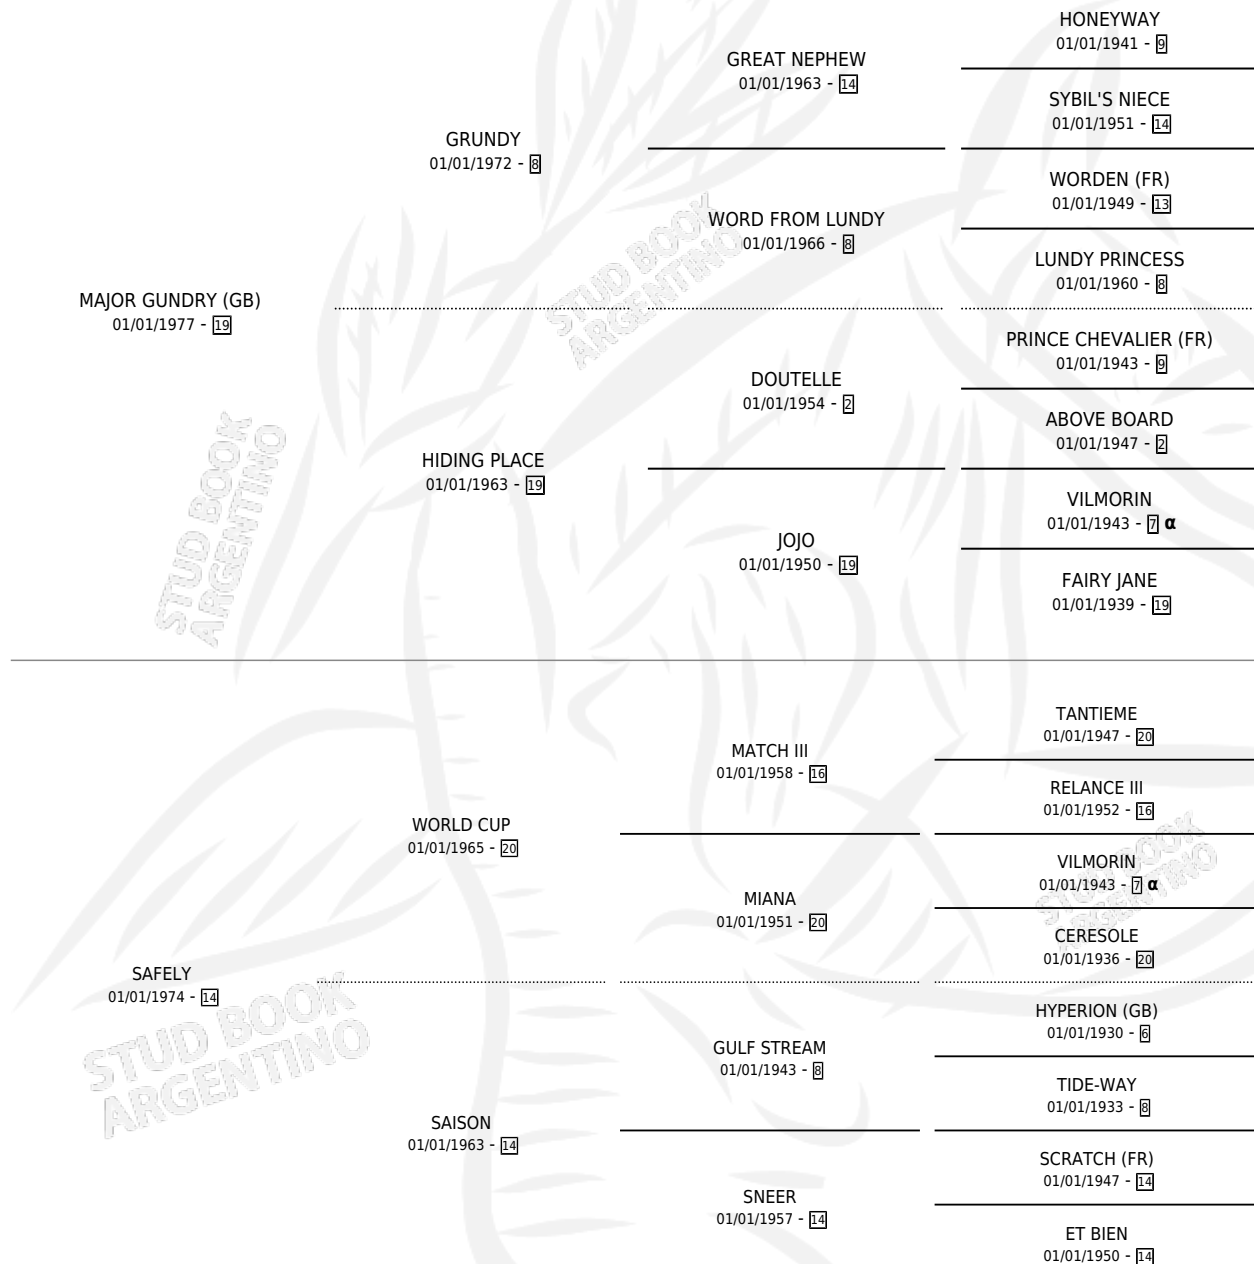 HONEYWAY
01/01/1941 - 9
GREAT NEPHEW
01/01/1963 - 14
SYBIL'S NIECE
01/01/1951 - 14
GRUNDY
01/01/1972 - 8
WORDEN (FR)
01/01/1949 - 13
WORD FROM LUNDY
01/01/1966 - 8
LUNDY PRINCESS
01/01/1960 - 8
MAJOR GUNDRY (GB)
01/01/1977 - 19
PRINCE CHEVALIER (FR)
01/01/1943 - 9
DOUTELLE
01/01/1954 - 2
ABOVE BOARD
01/01/1947 - 2
HIDING PLACE
01/01/1963 - 19
VILMORIN
01/01/1943 - 7 α
JOJO
01/01/1950 - 19
FAIRY JANE
01/01/1939 - 19
TANTIEME
01/01/1947 - 20
MATCH III
01/01/1958 - 16
RELANCE III
01/01/1952 - 16
WORLD CUP
01/01/1965 - 20
VILMORIN
01/01/1943 - 7 α
MIANA
01/01/1951 - 20
CERESOLE
01/01/1936 - 20
SAFELY
01/01/1974 - 14
HYPERION (GB)
01/01/1930 - 6
GULF STREAM
01/01/1943 - 8
TIDE-WAY
01/01/1933 - 8
SAISON
01/01/1963 - 14
SCRATCH (FR)
01/01/1947 - 14
SNEER
01/01/1957 - 14
ET BIEN
01/01/1950 - 14
STUD BOOK
ARGENTINO
STUD BOOK
ARGENTINO
STUD BOOK
ARGENTINO
STUD BOOK
ARGENTINO